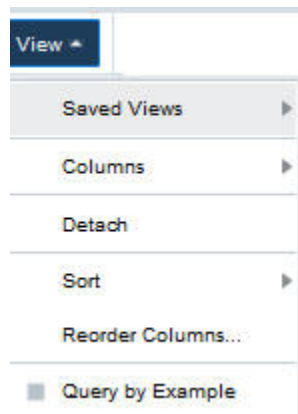 View
Saved Views
Columns
Detach
Sort
Reorder Columns...
Query by Example